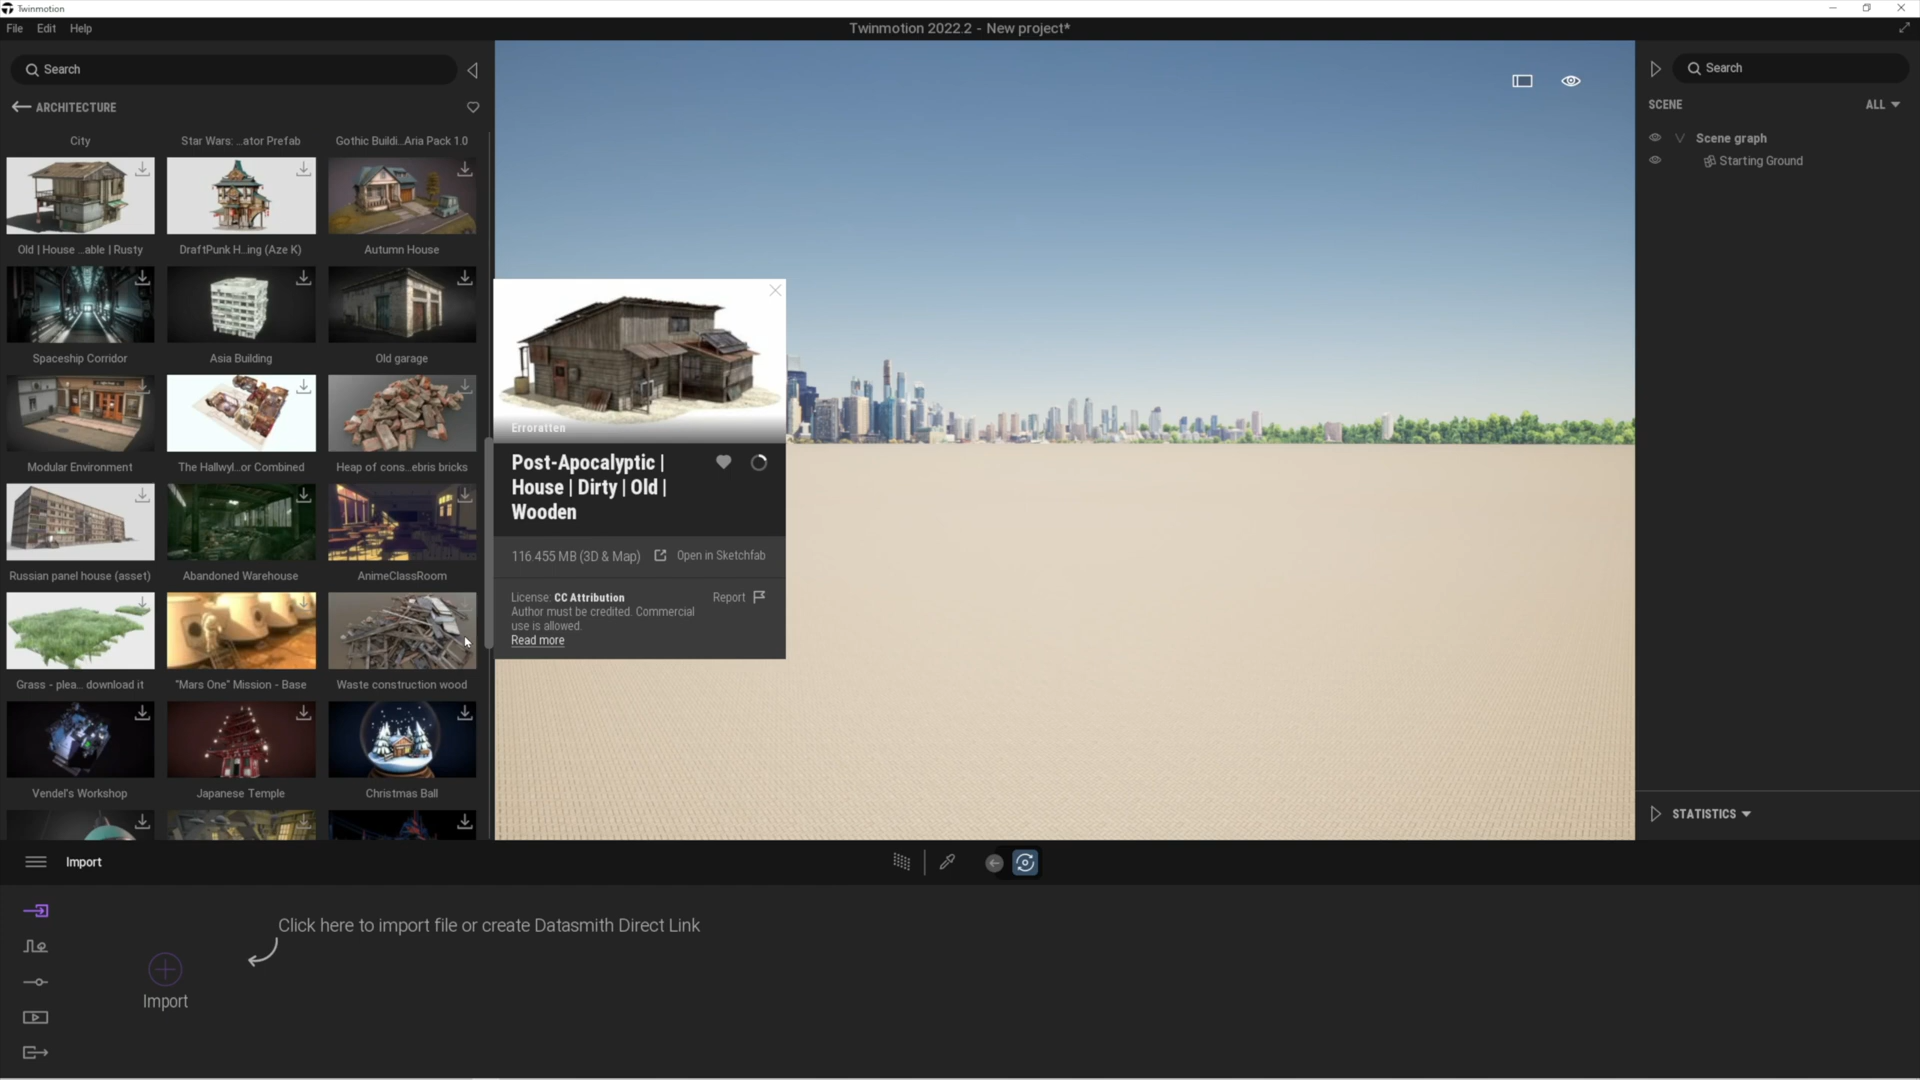 Twinmotion
File Edit Help
Twinmotion 2022.2 - New project*
Search
ARCHITECTURE
City
Star Wars: ...ator Prefab
Gothic Buildi...Aria Pack 1.0
Old | House ...able | Rusty
DraftPunk H...ing (Aze K)
Autumn House
Spaceship Corridor
Asia Building
Old garage
Modular Environment
The Hallwyl...or Combined
Heap of cons...ebris bricks
Russian panel house (asset)
Abandoned Warehouse
AnimeClassRoom
Grass - plea... download it
"Mars One" Mission - Base
Waste construction wood
Vendel's Workshop
Japanese Temple
Christmas Ball
Erroratten
Post-Apocalyptic |
House | Dirty | Old |
Wooden
116.455 MB (3D & Map)
Open in Sketchfab
License: CC Attribution
Report
Author must be credited. Commercial
use is allowed.
Read more
Search
SCENE
ALL
Scene graph
Starting Ground
STATISTICS
Import
Click here to import file or create Datasmith Direct Link
Import